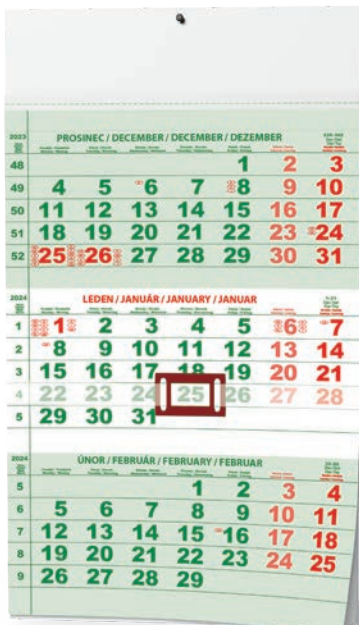 2023 PROSINEC / DECEMBER / DECEMBER / DEZEMBER
48 1 2 3
49 4 5 6 7 8 9 10
50 11 12 13 14 15 16 17
51 18 19 20 21 22 23 24
52 25 26 27 28 29 30 31
2024 LEDEN / JANUÁR / JANUARY / JANUAR
1 1 2 3 4 5 6 7
2 8 9 10 11 12 13 14
3 15 16 17 18 19 20 21
4 22 23 24 25 26 27 28
5 29 30 31
2024 ÚNOR / FEBRUÁR / FEBRUARY / FEBRUAR
5 1 2 3 4
6 5 6 7 8 9 10 11
7 12 13 14 15 16 17 18
8 19 20 21 22 23 24 25
9 26 27 28 29